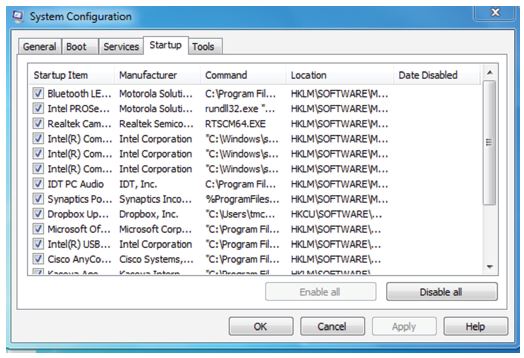 System Configuration
General Boot Services Startup Tools
Startup Item Manufacturer Command Location Date Disabled
Bluetooth LE... Motorola Soluti... C:\Program Fil... HKLM\SOFTWARE\M...
Intel PROSe... Motorola Soluti... rundll32.exe "... HKLM\SOFTWARE\M...
Realtek Cam... Realtek Semico... RTSCM64.EXE HKLM\SOFTWARE\M...
Intel(R) Com... Intel Corporation "C:\Windows\s... HKLM\SOFTWARE\M...
Intel(R) Com... Intel Corporation "C:\Windows\s... HKLM\SOFTWARE\M...
Intel(R) Com... Intel Corporation "C:\Windows\s... HKLM\SOFTWARE\M...
IDT PC Audio IDT, Inc. C:\Program Fil... HKLM\SOFTWARE\M...
Synaptics Po... Synaptics Inco... %ProgramFiles... HKLM\SOFTWARE\M...
Dropbox Up... Dropbox, Inc. "C:\Users\tmc... HKCU\SOFTWARE\...
Microsoft Of... Microsoft Corp... "C:\Program Fil... HKLM\SOFTWARE\...
Intel(R) USB... Intel Corporation "C:\Program Fil... HKLM\SOFTWARE\...
Cisco AnyCo... Cisco Systems,... "C:\Program Fil... HKLM\SOFTWARE\...
Kaseya Age... Kaseya Intern... "C:\Program Fil... HKLM\SOFTWARE\...
Enable all Disable all
OK Cancel Apply Help